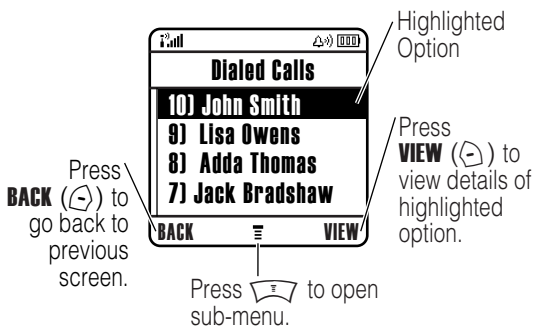 Highlighted
Option
Dialed Calls
10) John Smith
9) Lisa Owens
8) Adda Thomas
7) Jack Bradshaw
BACK
VIEW
Press
BACK (-) to
go back to
previous
screen.
Press
VIEW (-) to
view details of
highlighted
option.
Press to open
sub-menu.